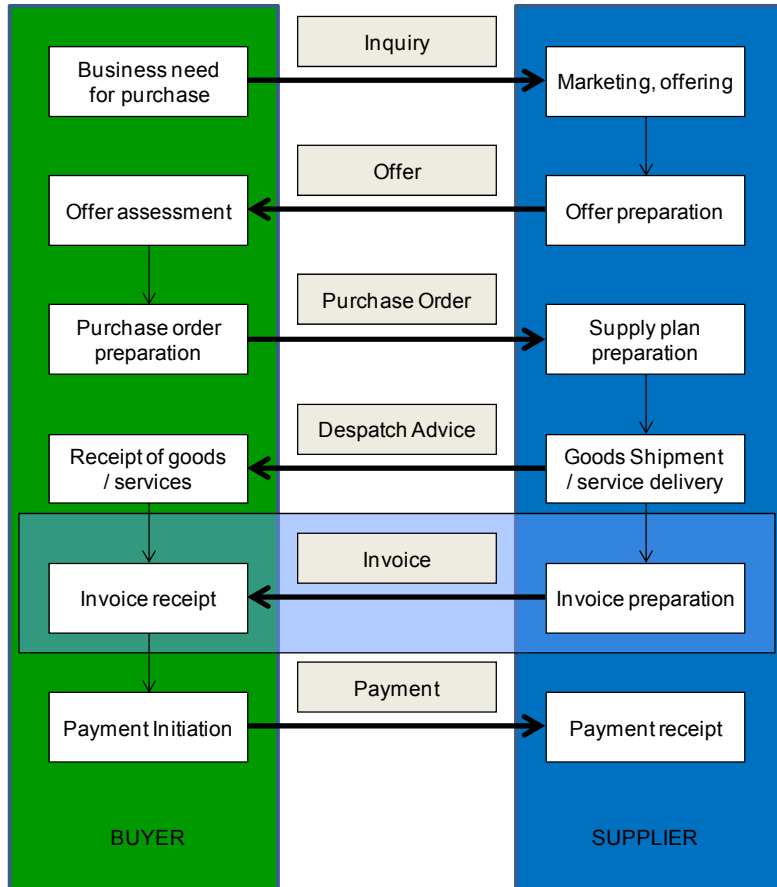 Inquiry
Business need
for purchase
Marketing, offering
Offer
Offer assessment
Offer preparation
Purchase Order
Purchase order
preparation
Supply plan
preparation
Despatch Advice
Receipt of goods
/ services
Goods Shipment
/ service delivery
Invoice
Invoice receipt
Invoice preparation
Payment
Payment Initiation
Payment receipt
BUYER
SUPPLIER